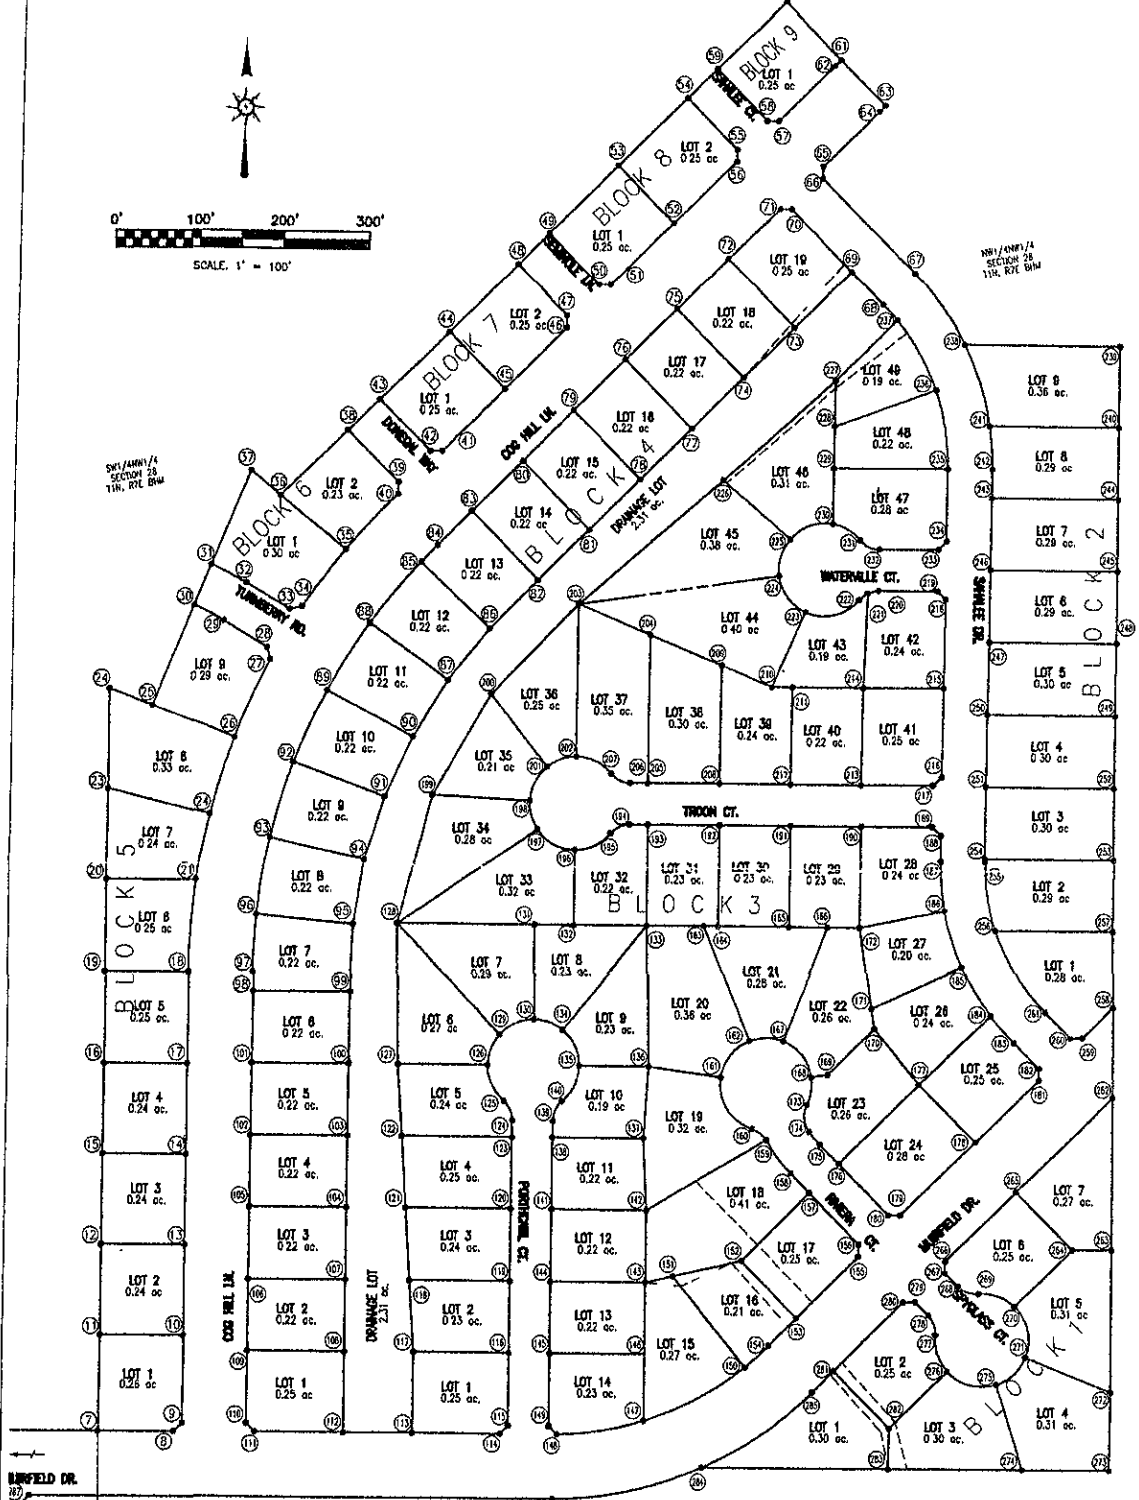 BLOCK 9
LOT 1
0.25 ac
SAHALEE CT.
0'
100'
200'
300'
SCALE, 1" = 100'
BLOCK 8
LOT 2
0.25 ac
LOT 1
0.25 ac.
SEMINOLE LN.
BLOCK 7
LOT 2
0.25 ac.
LOT 1
0.25 ac.
DONEGAL WAY
BLOCK 6
LOT 2
0.23 ac.
LOT 1
0.30 ac
TURNBERRY RD.
SW1/4NW1/4
SECTION 28
T1N, R7E BHM
NW1/4NW1/4
SECTION 28
T1N, R7E BHM
BLOCK 5
LOT 9
0.29 ac
LOT 8
0.33 ac
LOT 7
0.24 ac
LOT 6
0.25 ac
LOT 5
0.25 ac.
LOT 4
0.24 ac
LOT 3
0.24 ac.
LOT 2
0.24 ac
LOT 1
0.26 ac
COG HILL LN.
BLOCK 4
LOT 19
0.25 ac
LOT 18
0.22 ac.
LOT 17
0.22 ac.
LOT 16
0.22 ac
LOT 15
0.22 ac.
LOT 14
0.22 ac
LOT 13
0.22 ac.
LOT 12
0.22 ac.
LOT 11
0.22 ac.
LOT 10
0.22 ac.
LOT 9
0.22 ac.
LOT 8
0.22 ac.
LOT 7
0.22 ac.
LOT 6
0.22 ac.
LOT 5
0.22 ac.
LOT 4
0.22 ac.
LOT 3
0.22 ac.
LOT 2
0.22 ac.
LOT 1
0.25 ac
COG HILL LN.
DRAINAGE LOT
2.31 ac.
DRAINAGE LOT
2.31 ac.
BLOCK 3
LOT 49
0.19 ac.
LOT 48
0.22 ac.
LOT 47
0.28 ac
LOT 46
0.31 ac.
LOT 45
0.38 ac.
WATERVILLE CT.
LOT 44
0.40 ac
LOT 43
0.19 ac.
LOT 42
0.24 ac.
LOT 41
0.25 ac
LOT 40
0.22 ac
LOT 39
0.24 ac.
LOT 38
0.30 ac.
LOT 37
0.35 ac.
LOT 36
0.25 ac
LOT 35
0.21 ac.
LOT 34
0.28 ac
LOT 33
0.32 ac
TROON CT.
LOT 32
0.22 ac.
LOT 31
0.23 ac.
LOT 30
0.23 ac.
LOT 29
0.23 ac
LOT 28
0.24 ac
LOT 27
0.20 ac.
LOT 26
0.24 ac
LOT 25
0.25 ac.
LOT 24
0.28 ac
LOT 23
0.26 ac
LOT 22
0.26 ac.
LOT 21
0.26 ac
LOT 20
0.36 ac
LOT 19
0.32 ac.
LOT 18
0.41 ac.
LOT 17
0.25 ac.
LOT 16
0.21 ac.
LOT 15
0.27 ac.
LOT 14
0.23 ac.
LOT 13
0.22 ac.
LOT 12
0.22 ac.
LOT 11
0.22 ac.
LOT 10
0.19 ac
LOT 9
0.23 ac
LOT 8
0.23 ac.
LOT 7
0.29 ac
LOT 6
0.27 ac
LOT 5
0.24 ac
LOT 4
0.25 ac.
LOT 3
0.24 ac.
LOT 2
0.23 ac
LOT 1
0.25 ac.
RIVIERA CT.
SAHALEE DR.
BLOCK 2
LOT 9
0.36 ac.
LOT 8
0.29 ac.
LOT 7
0.29 ac.
LOT 6
0.29 ac
LOT 5
0.30 ac
LOT 4
0.30 ac
LOT 3
0.30 ac.
LOT 2
0.29 ac
LOT 1
0.28 ac
MUIRFIELD DR.
BLOCK 1
LOT 7
0.27 ac.
LOT 6
0.25 ac.
LOT 5
0.31 ac
LOT 4
0.31 ac.
LOT 3
0.30 ac
LOT 2
0.25 ac
LOT 1
0.30 ac.
SPYGLASS CT.
MUIRFIELD DR.
287